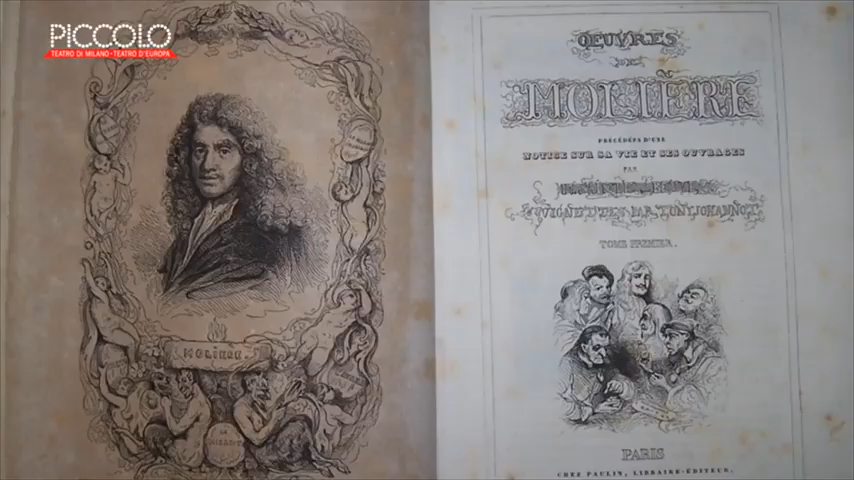 PICCOLO
TEATRO DI MILANO-TEATRO D'EUROPA
MOLIÈRE
OEUVRES
DE
MOLIÈRE
PRÉCÉDÉES D'UNE
NOTICE SUR SA VIE ET SES OUVRAGES
PAR
VIGNETTES PAR TONY JOHANNOT
TOME PREMIER.
PARIS
CHEZ PAULIN, LIBRAIRE-ÉDITEUR.